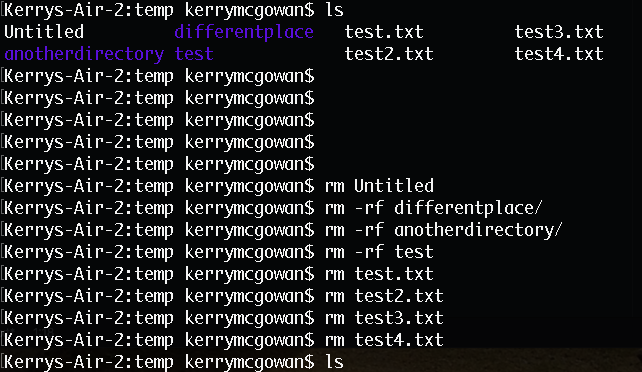 Kerrys-Air-2:temp kerrymcgowan$ ls
Untitled differentplace test.txt test3.txt
anotherdirectory test test2.txt test4.txt
[Kerrys-Air-2:temp kerrymcgowan$
[Kerrys-Air-2:temp kerrymcgowan$
[Kerrys-Air-2:temp kerrymcgowan$
[Kerrys-Air-2:temp kerrymcgowan$
[Kerrys-Air-2:temp kerrymcgowan$
[Kerrys-Air-2:temp kerrymcgowan$ rm Untitled
[Kerrys-Air-2:temp kerrymcgowan$ rm -rf differentplace/
[Kerrys-Air-2:temp kerrymcgowan$ rm -rf anotherdirectory/
[Kerrys-Air-2:temp kerrymcgowan$ rm -rf test
[Kerrys-Air-2:temp kerrymcgowan$ rm test.txt
[Kerrys-Air-2:temp kerrymcgowan$ rm test2.txt
[Kerrys-Air-2:temp kerrymcgowan$ rm test3.txt
[Kerrys-Air-2:temp kerrymcgowan$ rm test4.txt
[Kerrys-Air-2:temp kerrymcgowan$ ls